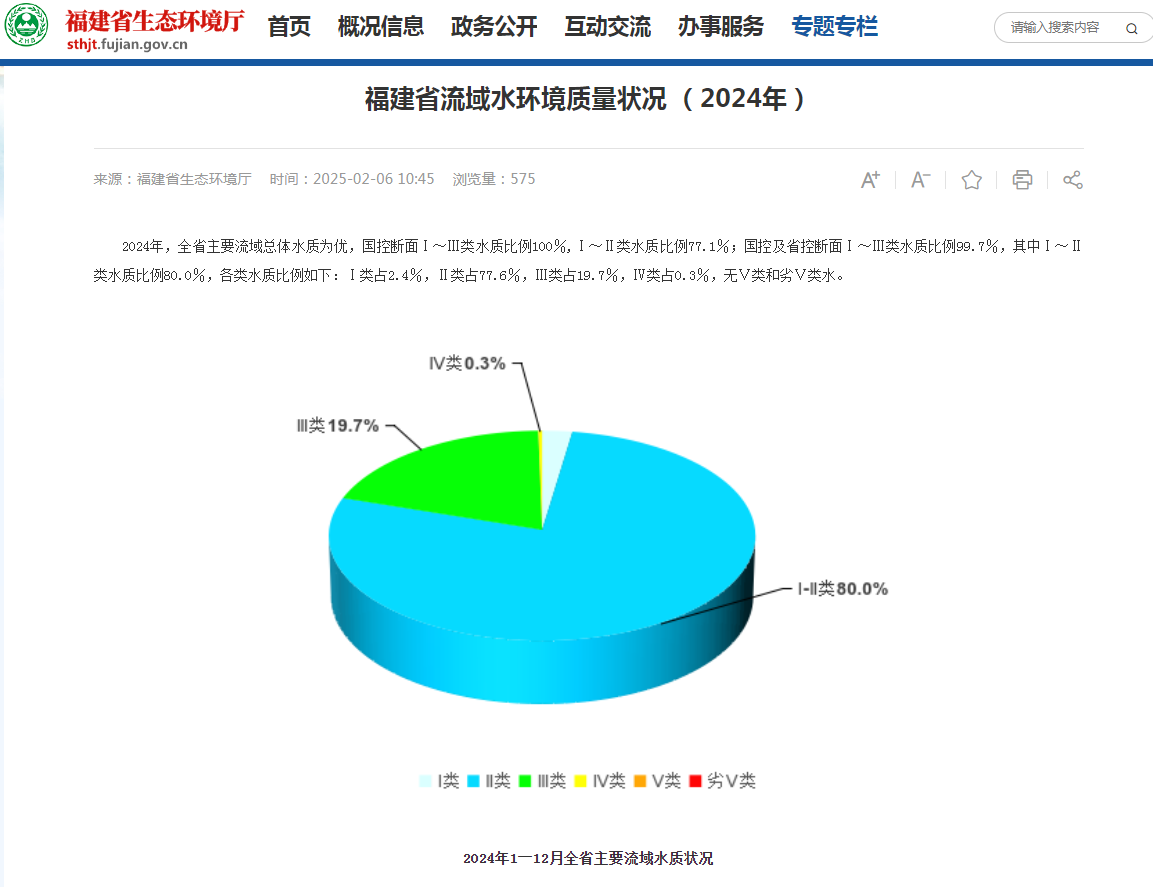 福建省生态环境厅
sthjt.fujian.gov.cn
首页 概况信息 政务公开 互动交流 办事服务 专题专栏
请输入搜索内容
福建省流域水环境质量状况 （ 2024年 ）
来源：福建省生态环境厅 时间：2025-02-06 10:45 浏览量：575
A+ A−
2024年，全省主要流域总体水质为优，国控断面Ⅰ～Ⅲ类水质比例100%, Ⅰ～Ⅱ类水质比例77.1%；国控及省控断面Ⅰ～Ⅲ类水质比例99.7%，其中Ⅰ～Ⅱ
类水质比例80.0%，各类水质比例如下：Ⅰ类占2.4%，Ⅱ类占77.6%，Ⅲ类占19.7%，Ⅳ类占0.3%，无Ⅴ类和劣Ⅴ类水。
Ⅳ类0.3%
Ⅲ类19.7%
Ⅰ-Ⅱ类80.0%
Ⅰ类 Ⅱ类 Ⅲ类 Ⅳ类 Ⅴ类 劣Ⅴ类
2024年1—12月全省主要流域水质状况